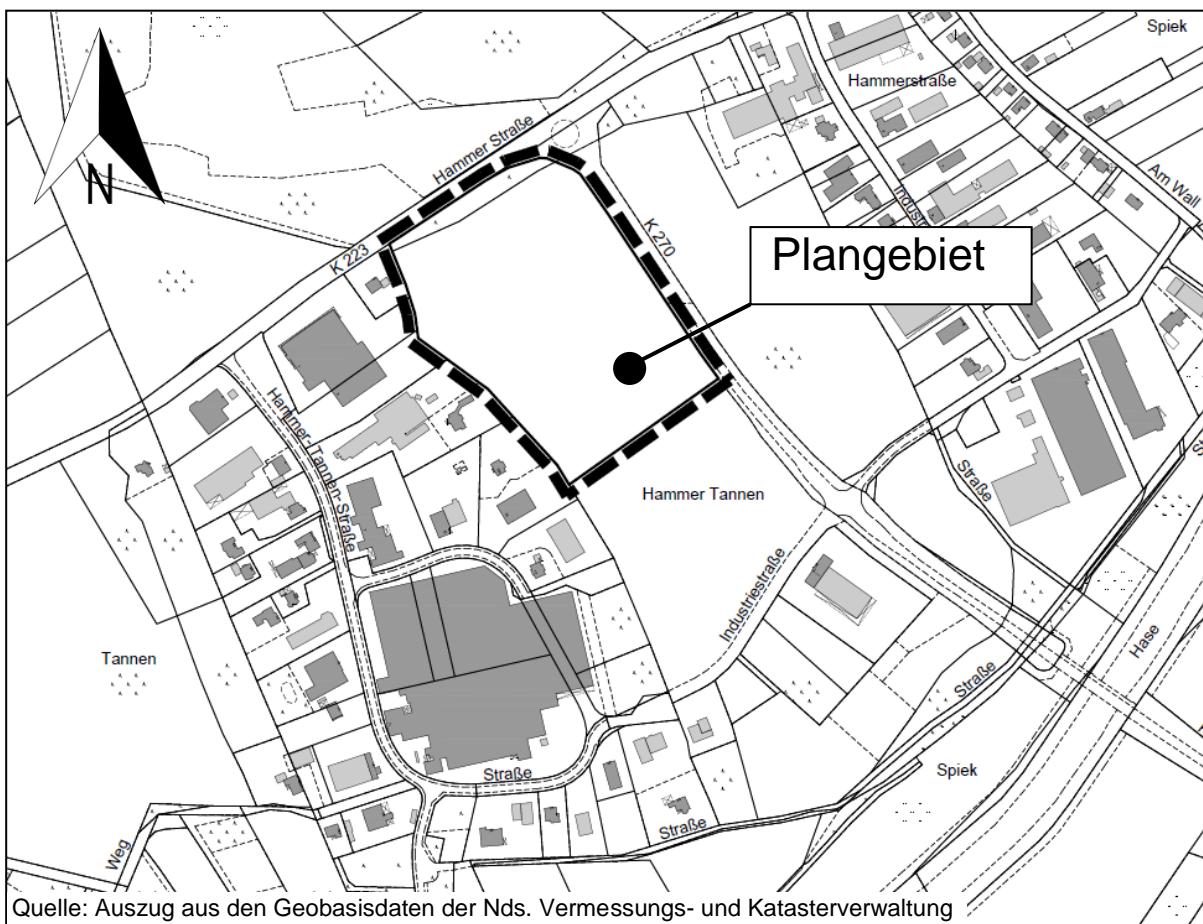 Spiek
Hammerstraße
Hammer Straße
N
K 223
K 270
Am Wall
Plangebiet
Hammer-Tannen-Straße
Hammer Tannen
Straße
Industriestraße
Hase
Tannen
Straße
Spiek
Straße
Straße
Weg
Quelle: Auszug aus den Geobasisdaten der Nds. Vermessungs- und Katasterverwaltung